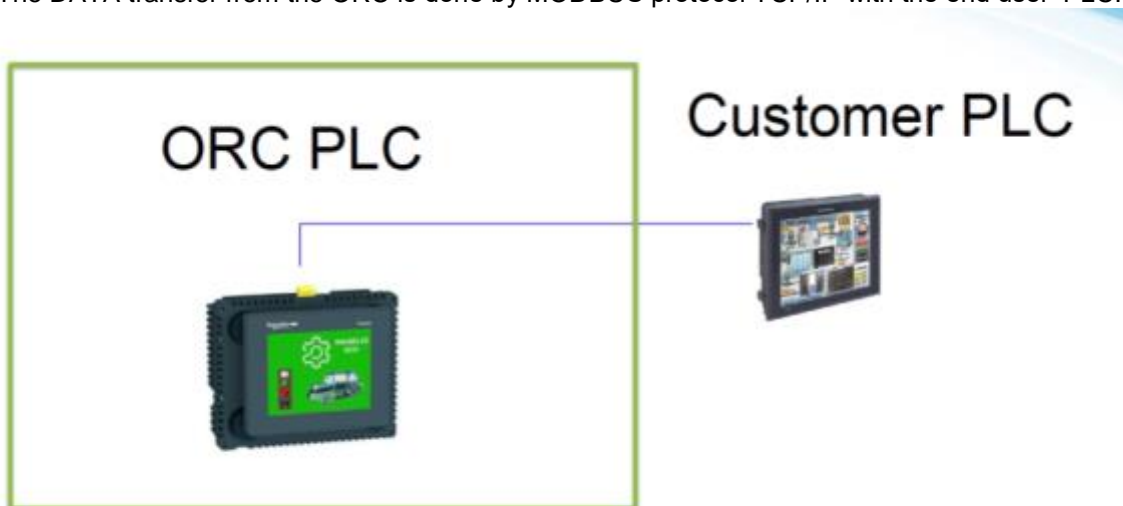 The DATA transfer from the ORC is done by MODBUS protocol TCP/IP with the end user PLC.
ORC PLC
Customer PLC